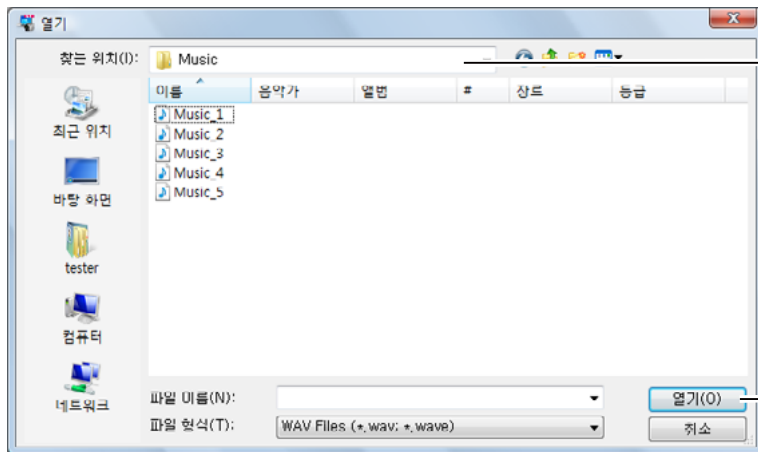 열기
찾는 위치(I): Music
이름 음악가 앨범 # 장르 등급
Music_1
Music_2
Music_3
Music_4
Music_5
최근 위치
바탕 화면
tester
컴퓨터
네트워크
파일 이름(N): 열기(O)
파일 형식(T): WAV Files (*.wav; *.wave) 취소